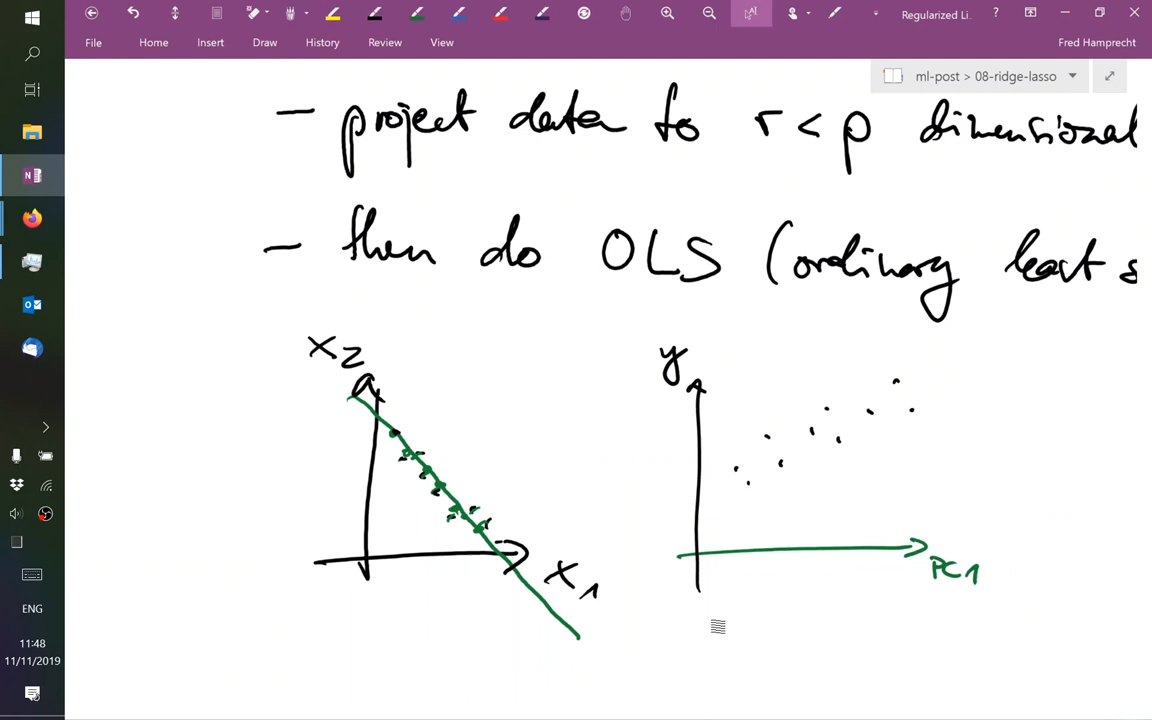 Regularized Li.
File Home Insert Draw History Review View
Fred Hamprecht
ml-post > 08-ridge-lasso
- project data to r < p dimensional
- then do OLS (ordinary least s
x2
y
x1
PC1
ENG
11:48
11/11/2019